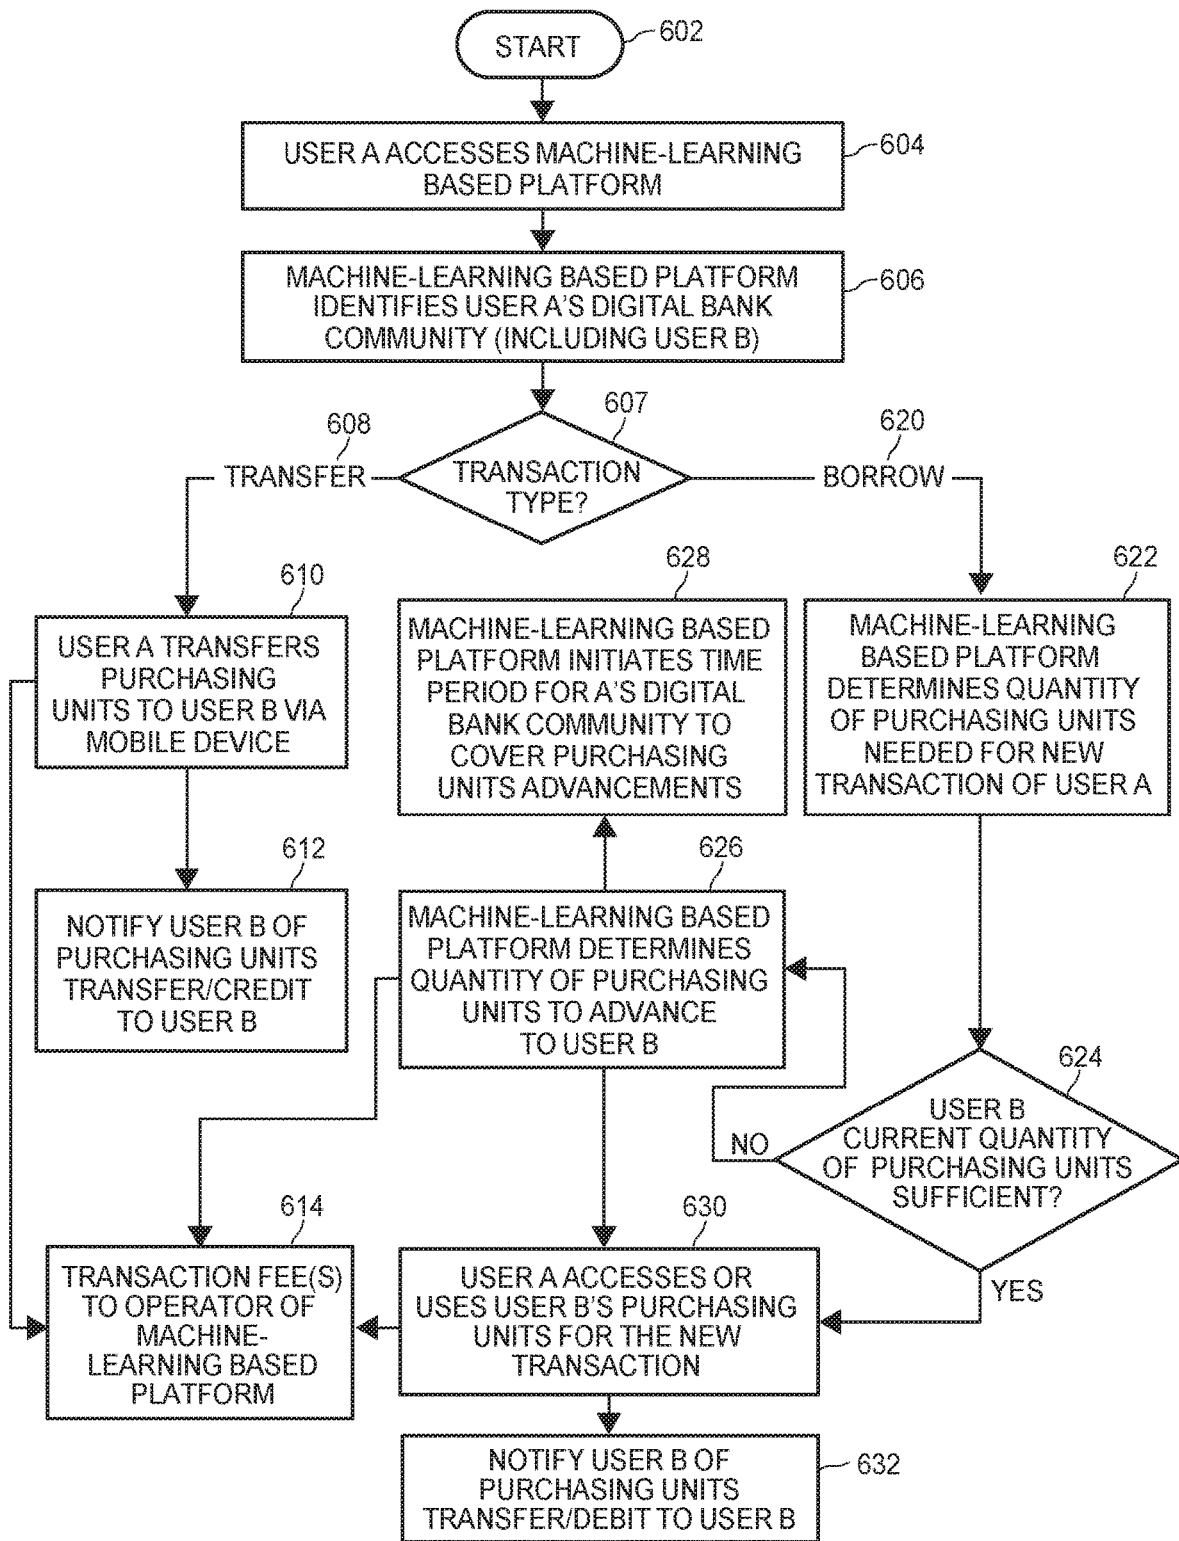 START
602
USER A ACCESSES MACHINE-LEARNING
BASED PLATFORM
604
MACHINE-LEARNING BASED PLATFORM
IDENTIFIES USER A'S DIGITAL BANK
COMMUNITY (INCLUDING USER B)
606
607
TRANSACTION
TYPE?
608
TRANSFER
620
BORROW
610
USER A TRANSFERS
PURCHASING
UNITS TO USER B VIA
MOBILE DEVICE
628
MACHINE-LEARNING BASED
PLATFORM INITIATES TIME
PERIOD FOR A'S DIGITAL
BANK COMMUNITY TO
COVER PURCHASING
UNITS ADVANCEMENTS
622
MACHINE-LEARNING
BASED PLATFORM
DETERMINES QUANTITY
OF PURCHASING UNITS
NEEDED FOR NEW
TRANSACTION OF USER A
612
NOTIFY USER B OF
PURCHASING UNITS
TRANSFER/CREDIT
TO USER B
626
MACHINE-LEARNING BASED
PLATFORM DETERMINES
QUANTITY OF PURCHASING
UNITS TO ADVANCE
TO USER B
624
USER B
CURRENT QUANTITY
OF PURCHASING UNITS
SUFFICIENT?
NO
YES
614
TRANSACTION FEE(S)
TO OPERATOR OF
MACHINE-
LEARNING BASED
PLATFORM
630
USER A ACCESSES OR
USES USER B'S PURCHASING
UNITS FOR THE NEW
TRANSACTION
NOTIFY USER B OF
PURCHASING UNITS
TRANSFER/DEBIT TO USER B
632